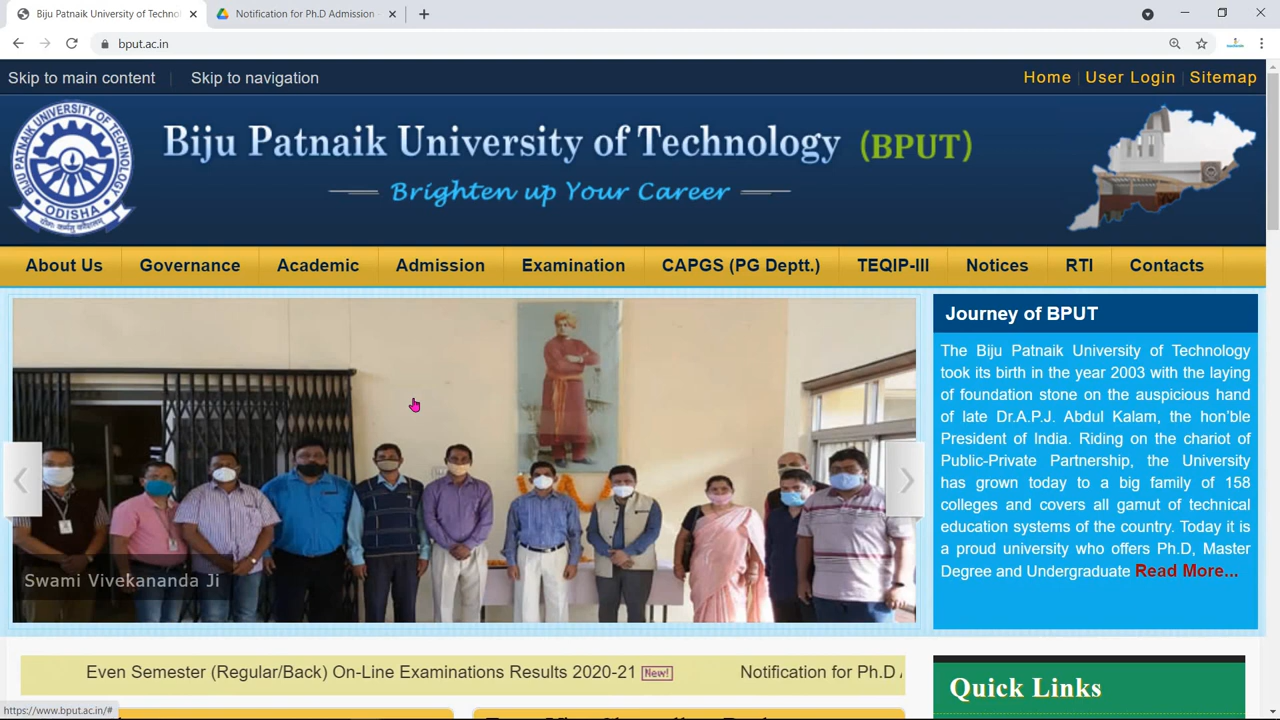 Biju Patnaik University of Techno
Notification for Ph.D Admission
bput.ac.in
Skip to main content
Skip to navigation
Home
User Login
Sitemap
BIJU PATNAIK UNIVERSITY OF TECHNOLOGY
ODISHA
Biju Patnaik University of Technology (BPUT)
Brighten up Your Career
About Us
Governance
Academic
Admission
Examination
CAPGS (PG Deptt.)
TEQIP-III
Notices
RTI
Contacts
Swami Vivekananda Ji
Journey of BPUT
The Biju Patnaik University of Technology
took its birth in the year 2003 with the laying
of foundation stone on the auspicious hand
of late Dr.A.P.J. Abdul Kalam, the hon'ble
President of India. Riding on the chariot of
Public-Private Partnership, the University
has grown today to a big family of 158
colleges and covers all gamut of technical
education systems of the country. Today it is
a proud university who offers Ph.D, Master
Degree and Undergraduate Read More...
Even Semester (Regular/Back) On-Line Examinations Results 2020-21 New!
Notification for Ph.D
Quick Links
https://www.bput.ac.in/#